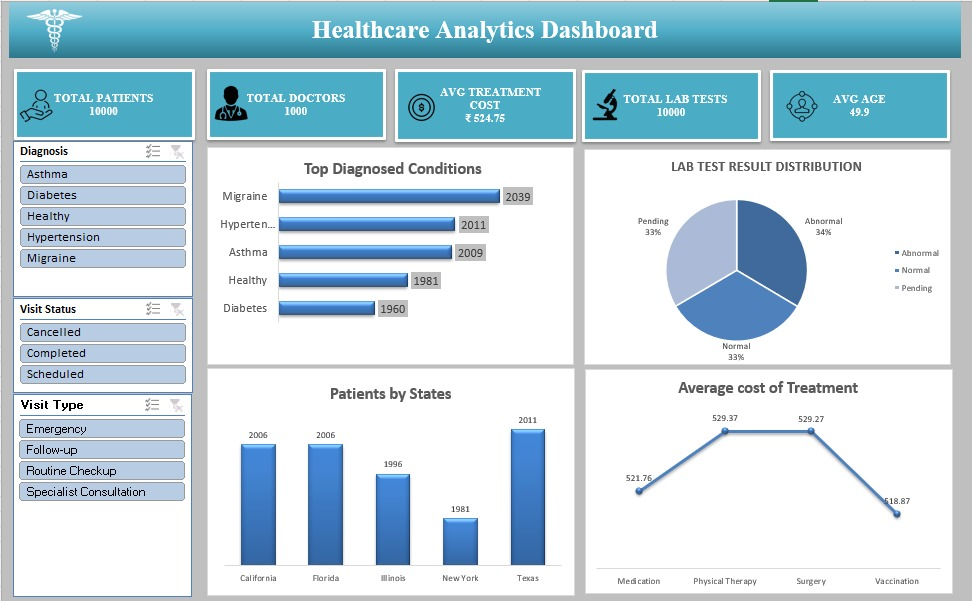 Healthcare Analytics Dashboard
TOTAL PATIENTS
10000
TOTAL DOCTORS
1000
AVG TREATMENT
COST
₹ 524.75
TOTAL LAB TESTS
10000
AVG AGE
49.9
Diagnosis
Asthma
Diabetes
Healthy
Hypertension
Migraine
Visit Status
Cancelled
Completed
Scheduled
Visit Type
Emergency
Follow-up
Routine Checkup
Specialist Consultation
Top Diagnosed Conditions
Migraine 2039
Hyperten... 2011
Asthma 2009
Healthy 1981
Diabetes 1960
LAB TEST RESULT DISTRIBUTION
Pending
33%
Abnormal
34%
Normal
33%
Abnormal
Normal
Pending
Patients by States
2006 2006 1996 1981 2011
California Florida Illinois New York Texas
Average cost of Treatment
521.76 529.37 529.27 518.87
Medication Physical Therapy Surgery Vaccination